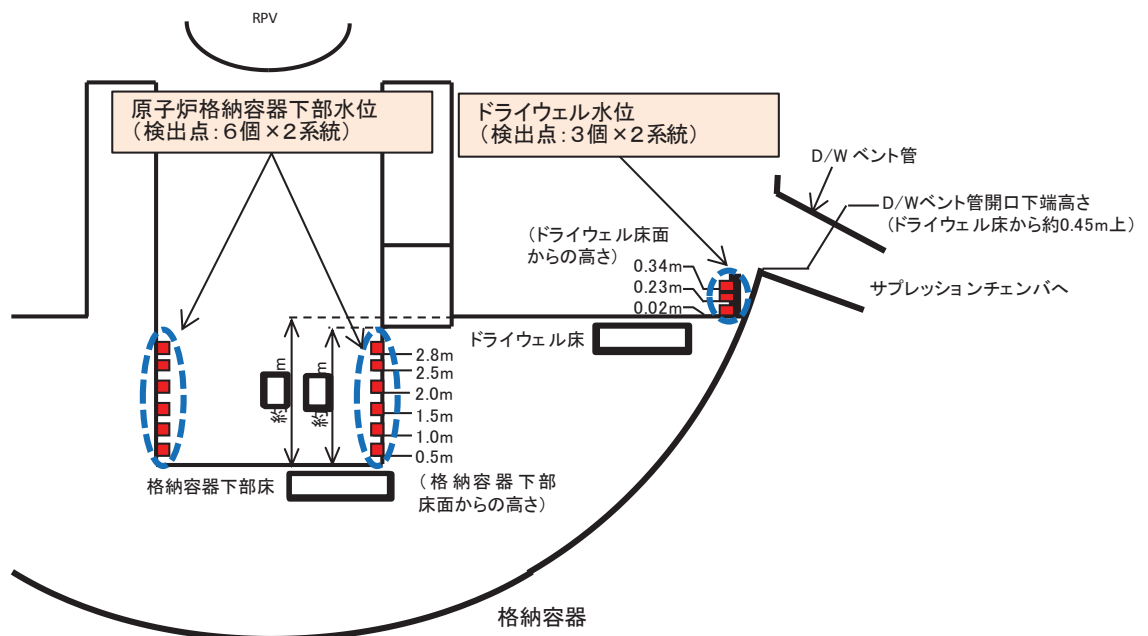 RPV
原子炉格納容器下部水位
（検出点：６個×２系統）
ドライウェル水位
（検出点：３個×２系統）
D/W ベント管
D/Wベント管開口下端高さ
（ドライウェル床から約0.45m上）
（ドライウェル床面
からの高さ）
0.34m
0.23m
0.02m
サプレッションチェンバへ
ドライウェル床
約 m
約 m
2.8m
2.5m
2.0m
1.5m
1.0m
0.5m
格納容器下部床
（格納容器下部
床面からの高さ）
格納容器